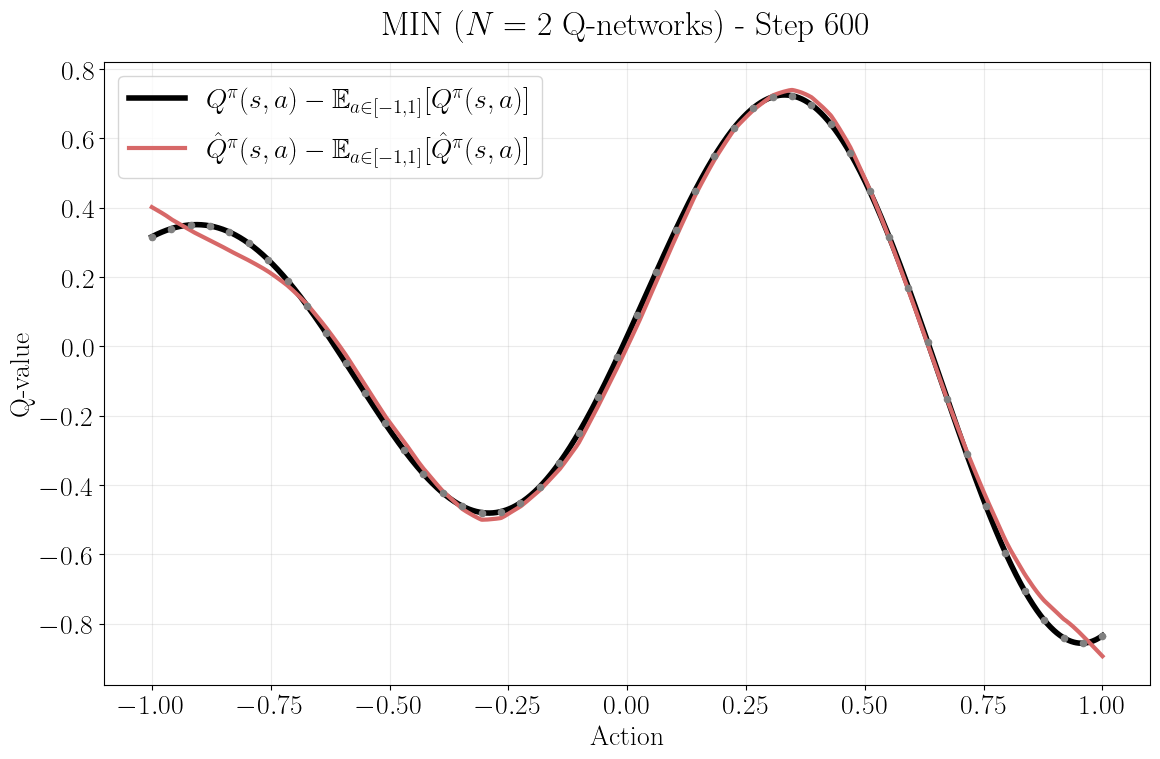 MIN (N = 2 Q-networks) - Step 600
Q^π(s, a) − 𝔼_{a∈[−1,1]}[Q^π(s, a)]
Q̂^π(s, a) − 𝔼_{a∈[−1,1]}[Q̂^π(s, a)]
0.8
0.6
0.4
0.2
0.0
−0.2
−0.4
−0.6
−0.8
Q-value
−1.00 −0.75 −0.50 −0.25 0.00 0.25 0.50 0.75 1.00
Action